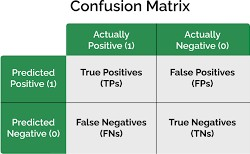 Confusion Matrix
Actually
Positive (1)
Actually
Negative (0)
Predicted
Positive (1)
True Positives
(TPs)
False Positives
(FPs)
Predicted
Negative (0)
False Negatives
(FNs)
True Negatives
(TNs)